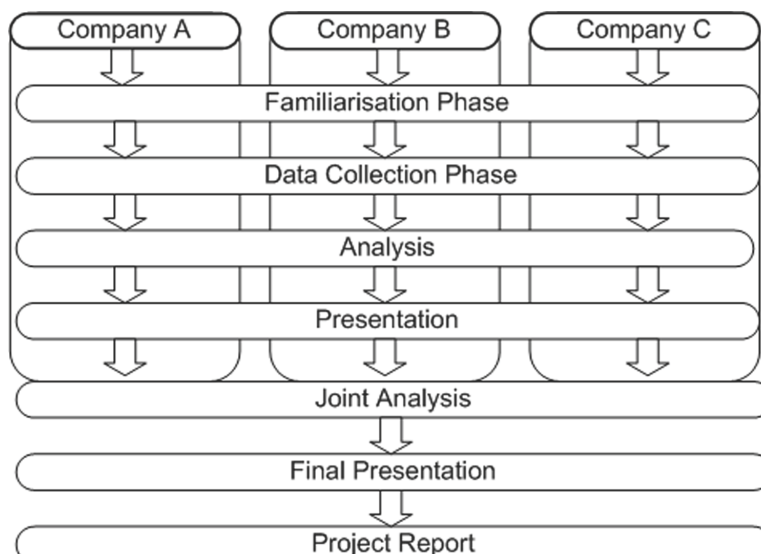 Company A
Company B
Company C
Familiarisation Phase
Data Collection Phase
Analysis
Presentation
Joint Analysis
Final Presentation
Project Report